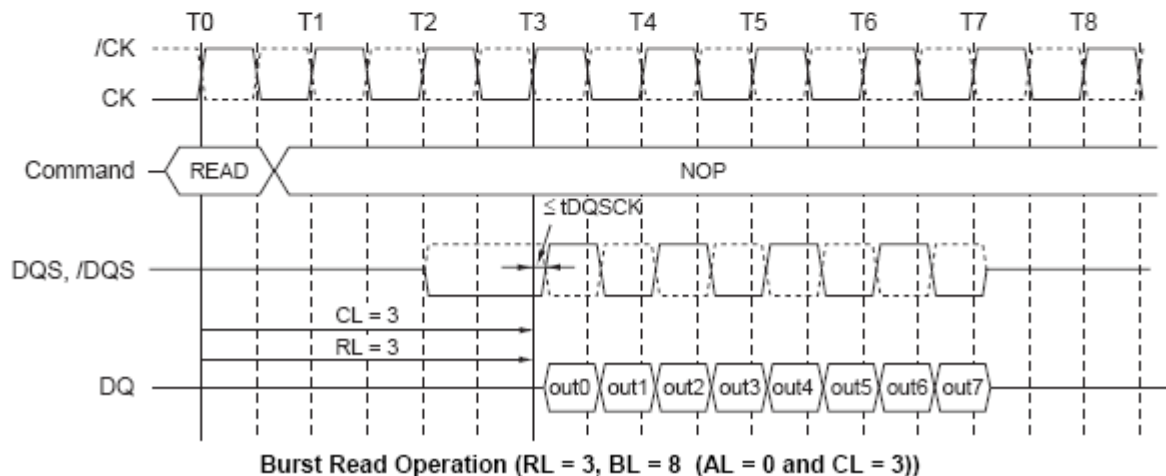 T0 T1 T2 T3 T4 T5 T6 T7 T8
/CK
CK
Command READ NOP
≤ tDQSCK
DQS, /DQS
CL = 3
RL = 3
DQ out0 out1 out2 out3 out4 out5 out6 out7
Burst Read Operation (RL = 3, BL = 8 (AL = 0 and CL = 3))